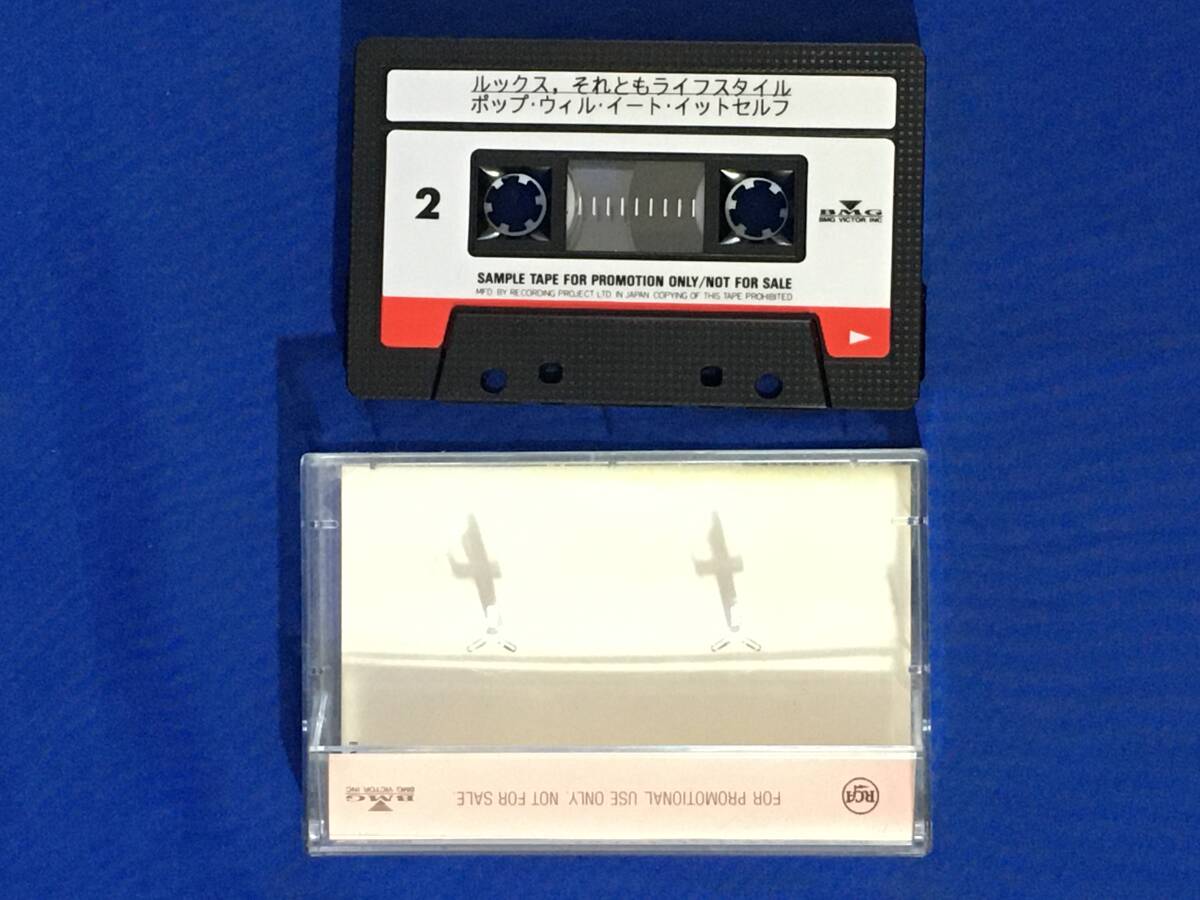 ルックス，それともライフスタイル
ポップ・ウィル・イート・イットセルフ
2
BMG
BMG VICTOR INC
SAMPLE TAPE FOR PROMOTION ONLY/NOT FOR SALE
MFD. BY RECORDING PROJECT LTD. IN JAPAN COPYING OF THIS TAPE PROHIBITED
RCA
FOR PROMOTIONAL USE ONLY. NOT FOR SALE.
BMG
BMG VICTOR INC